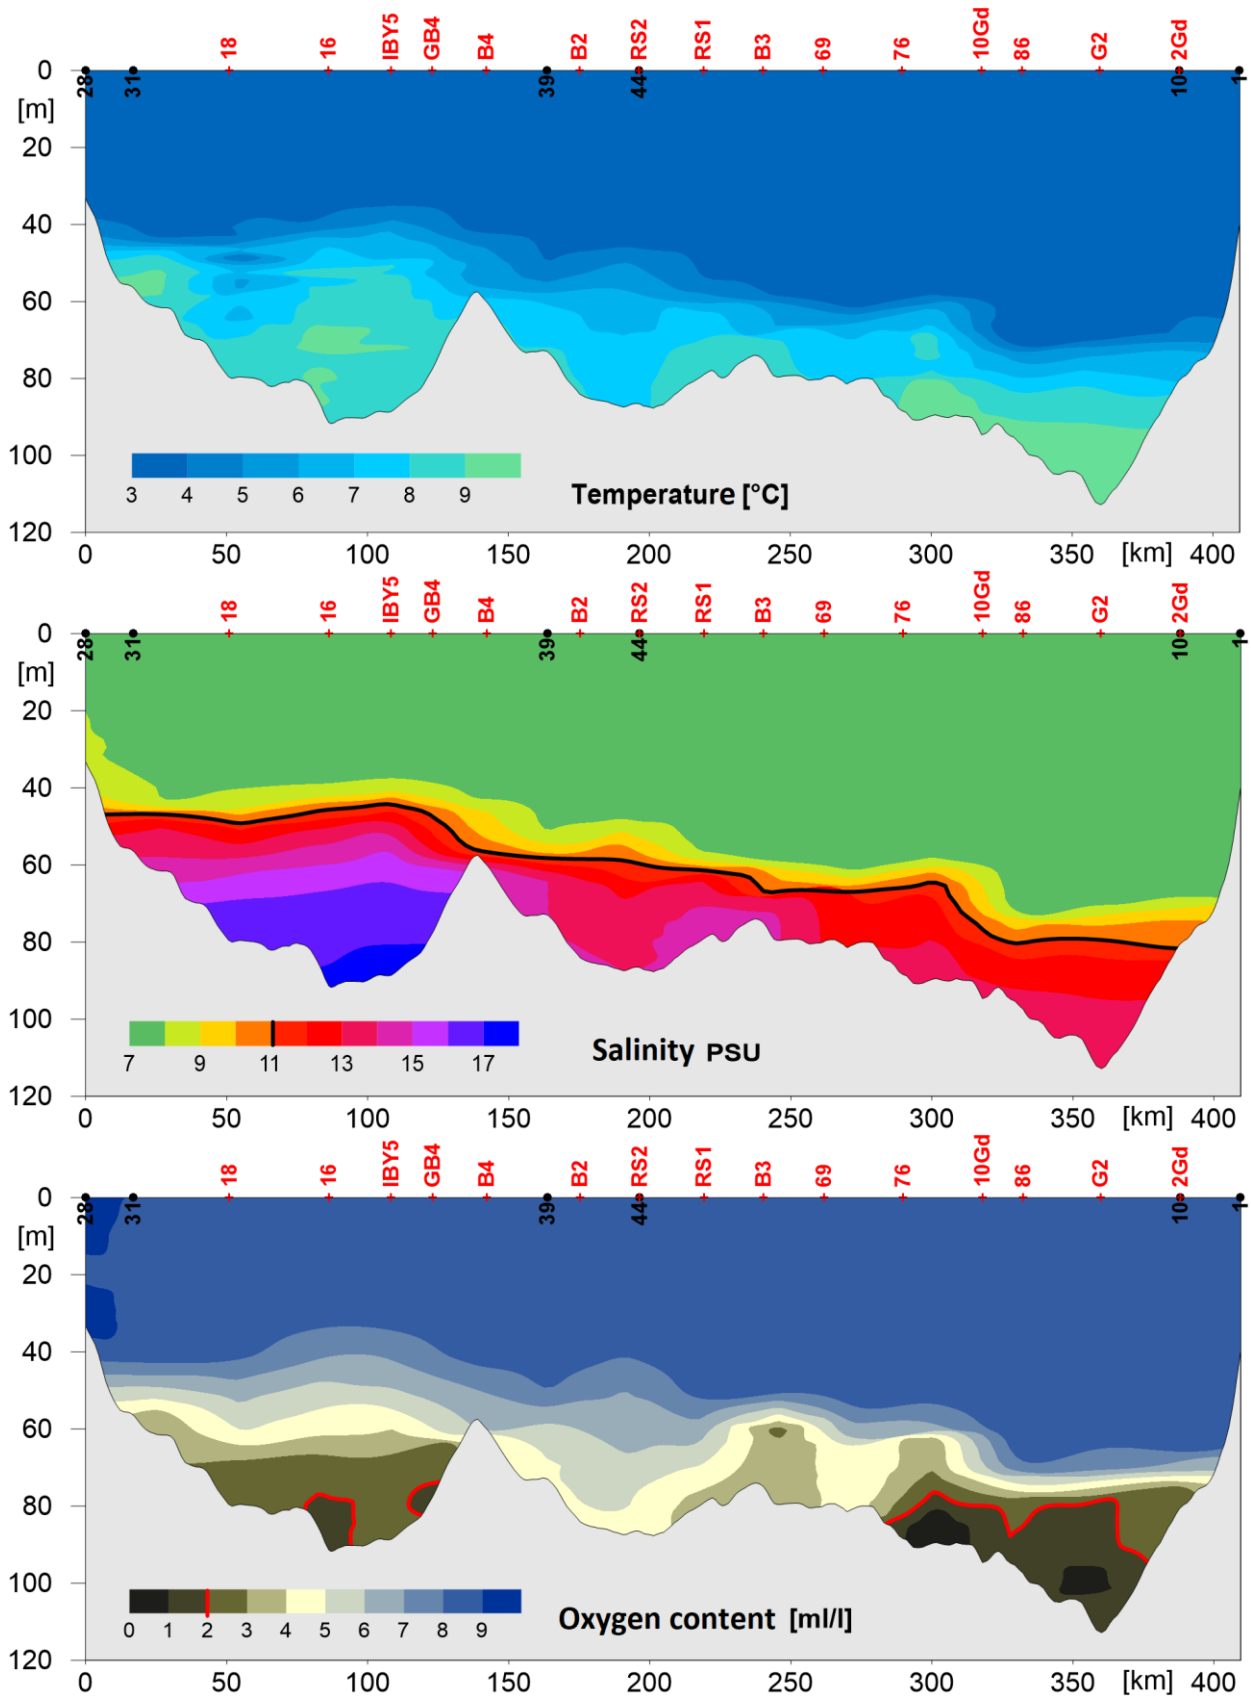 18 16 IBY5 GB4 B4 B2 RS2 RS1 B3 69 76 10Gd 86 G2 2Gd
28 31 39 44 10 1
0
[m]
20
40
60
80
100
120
3 4 5 6 7 8 9
Temperature [°C]
0 50 100 150 200 250 300 350 [km] 400
18 16 IBY5 GB4 B4 B2 RS2 RS1 B3 69 76 10Gd 86 G2 2Gd
28 31 39 44 10 1
0
[m]
20
40
60
80
100
120
7 9 11 13 15 17
Salinity PSU
0 50 100 150 200 250 300 350 [km] 400
18 16 IBY5 GB4 B4 B2 RS2 RS1 B3 69 76 10Gd 86 G2 2Gd
28 31 39 44 10 1
0
[m]
20
40
60
80
100
120
0 1 2 3 4 5 6 7 8 9
Oxygen content [ml/l]
0 50 100 150 200 250 300 350 [km] 400